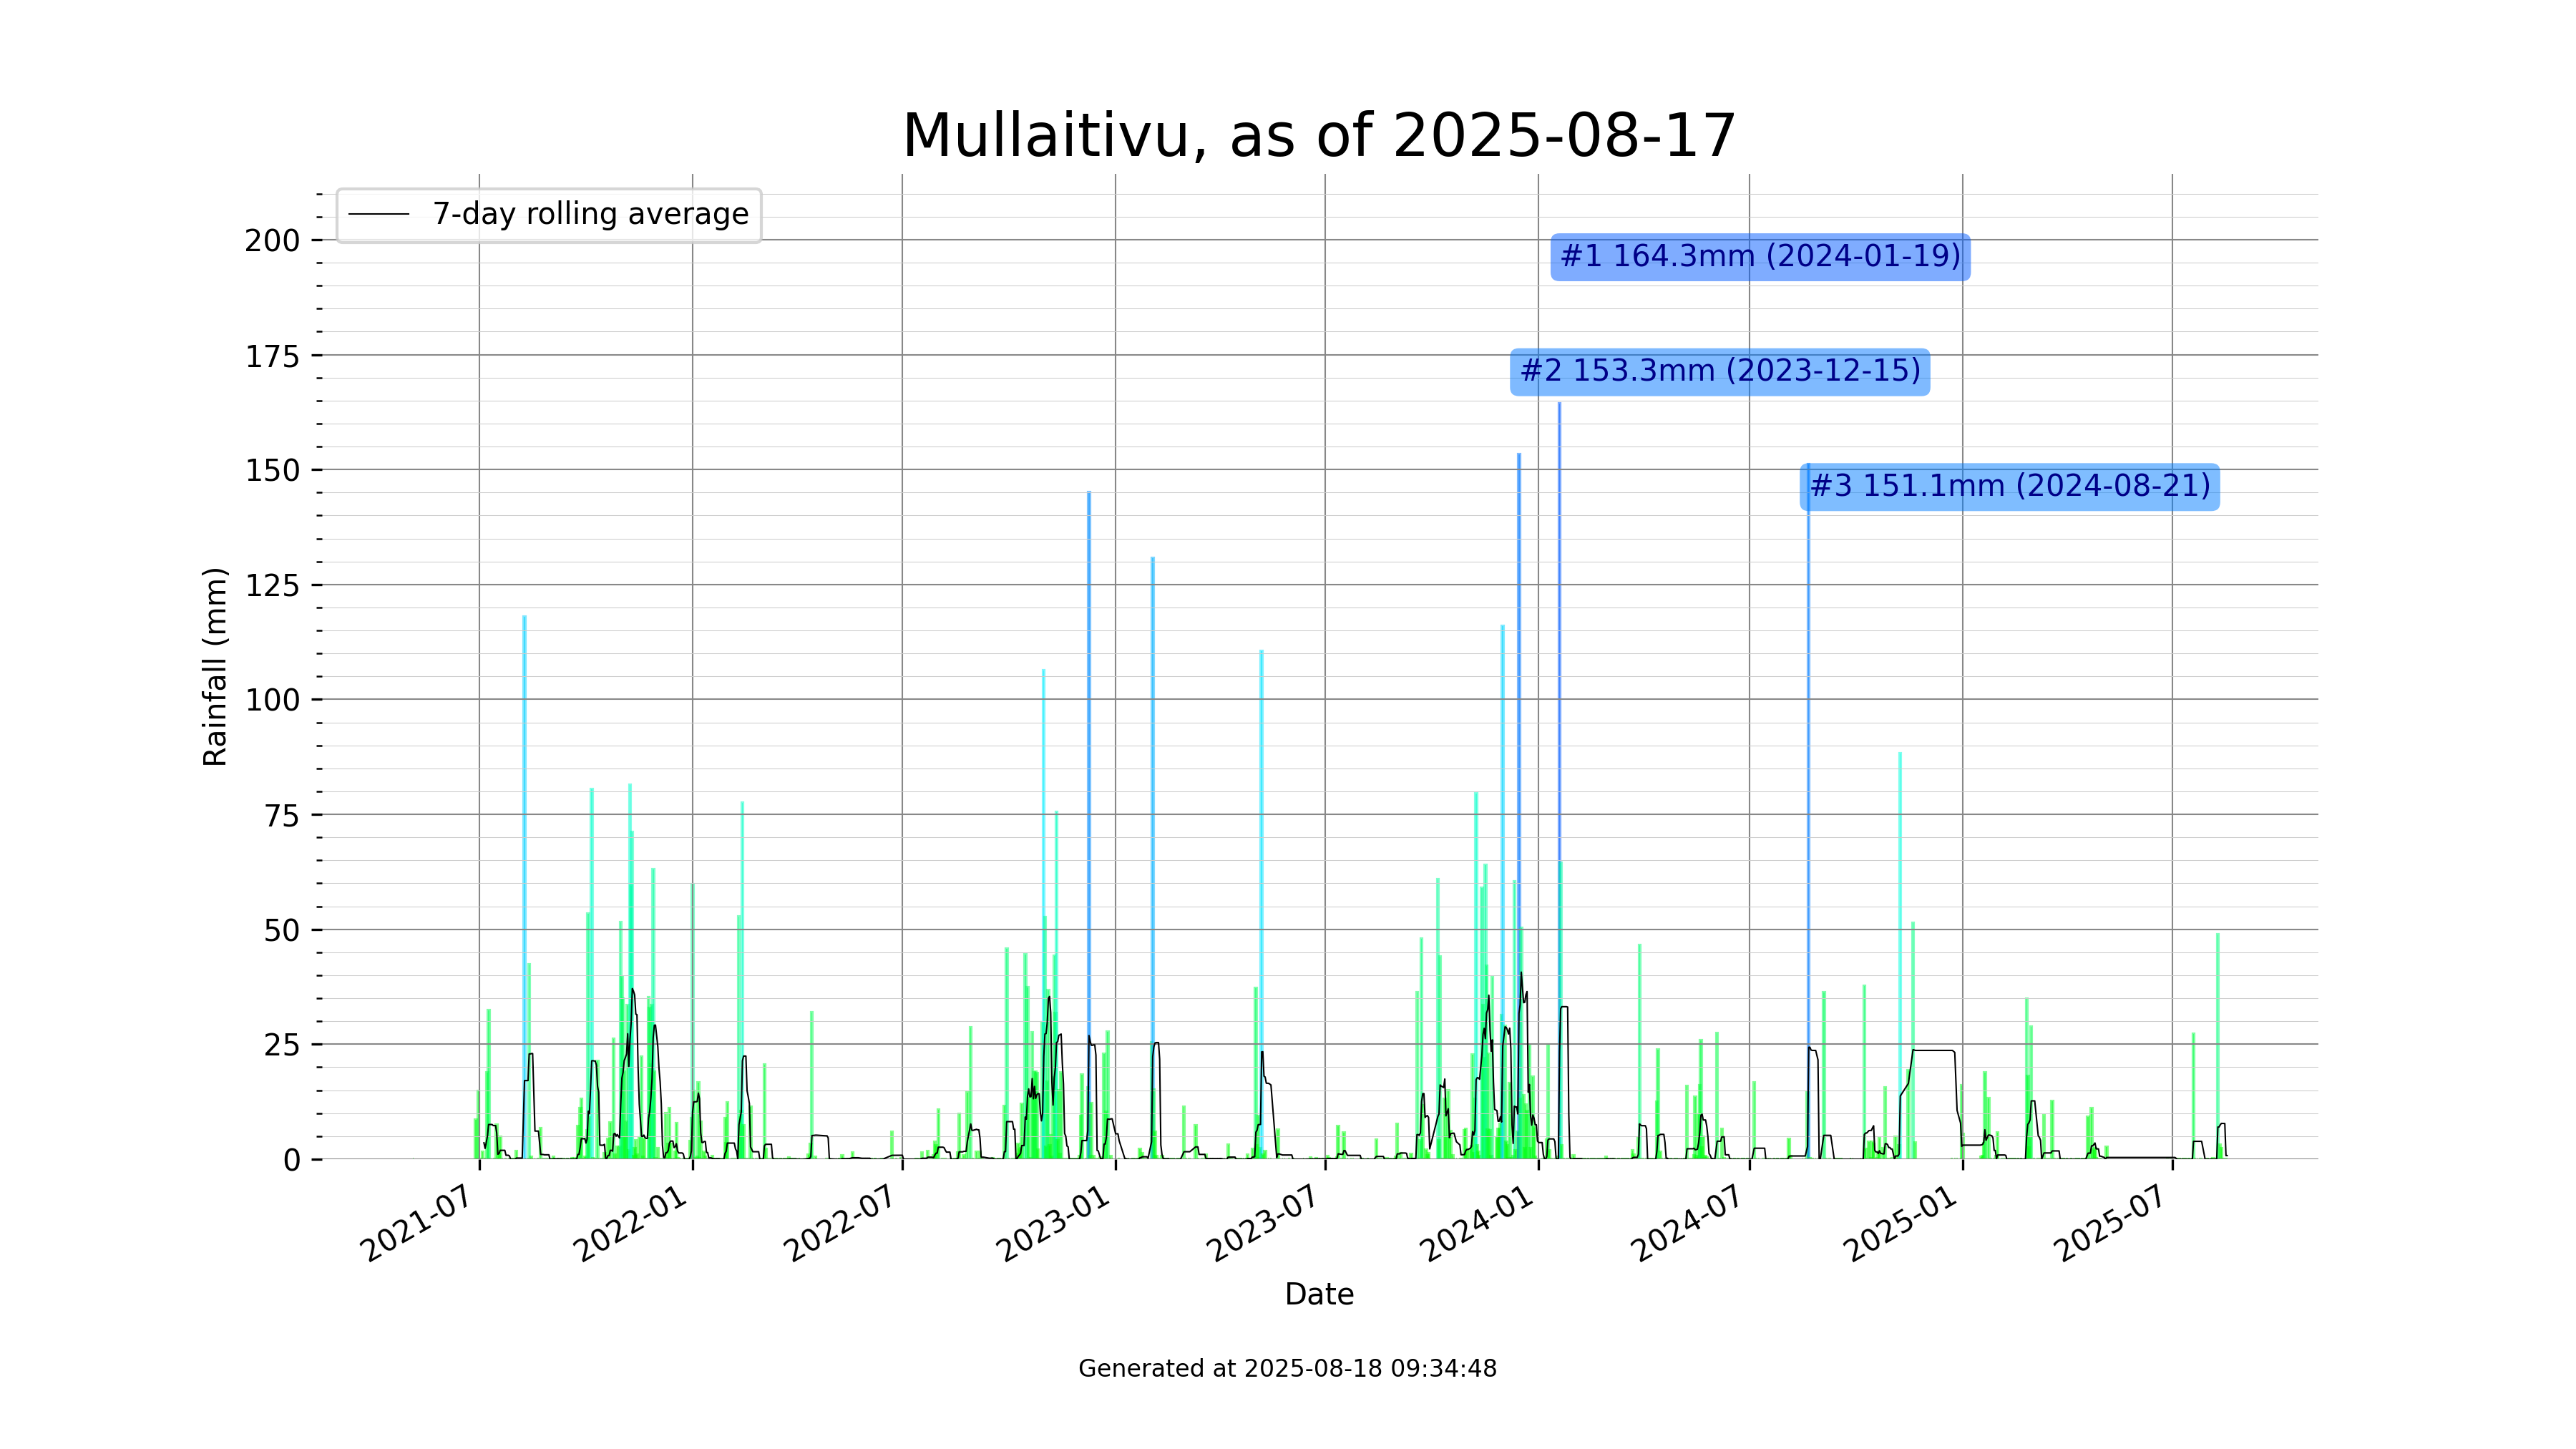 Mullaitivu, as of 2025-08-17
7-day rolling average
#1 164.3mm (2024-01-19)
#2 153.3mm (2023-12-15)
#3 151.1mm (2024-08-21)
Rainfall (mm)
200
175
150
125
100
75
50
25
0
2021-07
2022-01
2022-07
2023-01
2023-07
2024-01
2024-07
2025-01
2025-07
Date
Generated at 2025-08-18 09:34:48